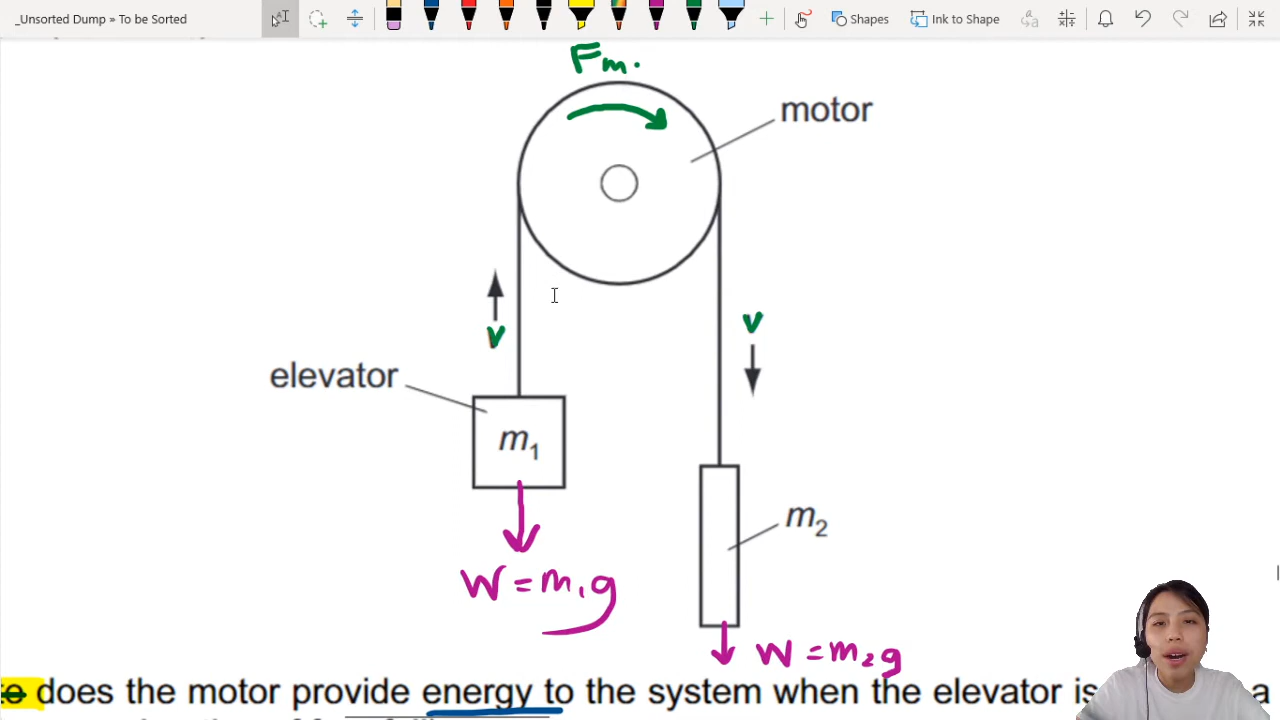 _Unsorted Dump » To be Sorted
Shapes
Ink to Shape
Fm.
motor
v
v
elevator
m1
m2
W = m1g
W = m2g
does the motor provide energy to the system when the elevator is
a